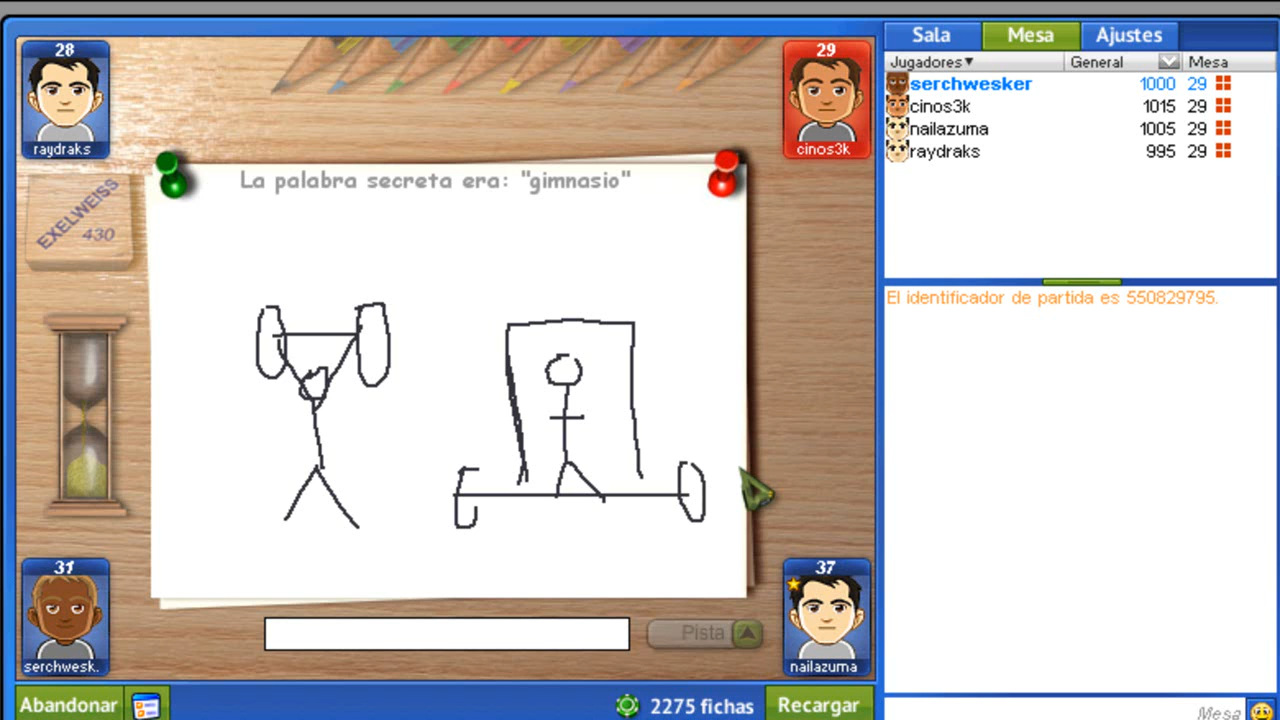 Sala Mesa Ajustes
Jugadores General Mesa
serchwesker 1000 29
cinos3k 1015 29
nailazuma 1005 29
raydraks 995 29
El identificador de partida es 550829795.
28
raydraks
29
cinos3k
La palabra secreta era: "gimnasio"
EXELWEISS
430
31
serchwesk.
37
nailazuma
Pista
Abandonar
2275 fichas
Recargar
Mesa